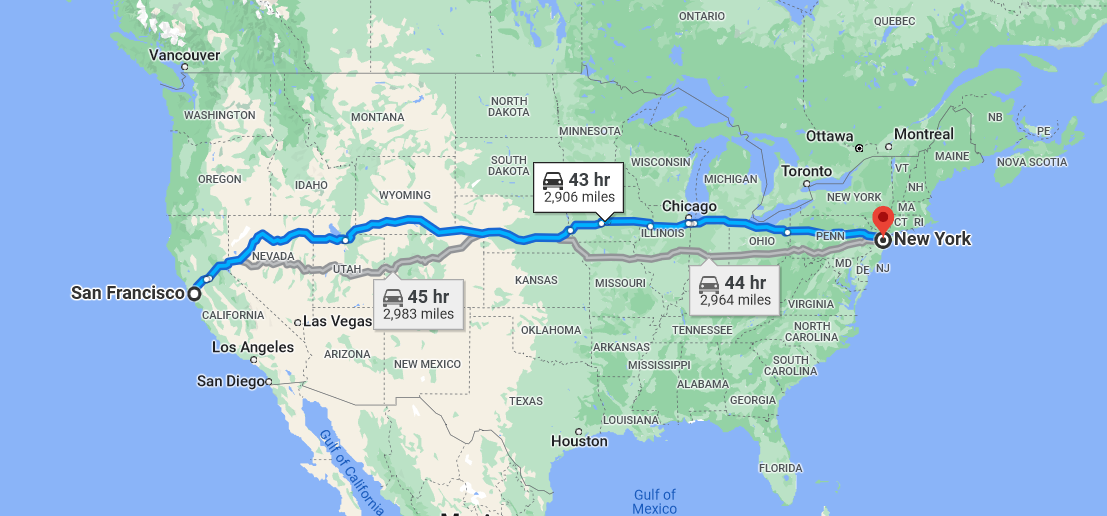 ONTARIO
QUEBEC
Vancouver
WASHINGTON
MONTANA
NORTH
DAKOTA
MINNESOTA
NB
PE
Ottawa
Montreal
NOVA SCOTIA
MAINE
VT
NH
OREGON
IDAHO
SOUTH
DAKOTA
WISCONSIN
MICHIGAN
Toronto
WYOMING
43 hr
2,906 miles
NEW YORK
MA
CT RI
Chicago
ILLINOIS
OHIO
PENN
New York
NEVADA
UTAH
MD
DE
NJ
San Francisco
KANSAS
MISSOURI
45 hr
2,983 miles
44 hr
2,964 miles
VIRGINIA
CALIFORNIA
Las Vegas
OKLAHOMA
TENNESSEE
NORTH
CAROLINA
Los Angeles
ARIZONA
NEW MEXICO
ARKANSAS
MISSISSIPPI
SOUTH
CAROLINA
San Diego
ALABAMA
GEORGIA
TEXAS
LOUISIANA
Houston
Gulf of California
FLORIDA
Gulf of
Mexico